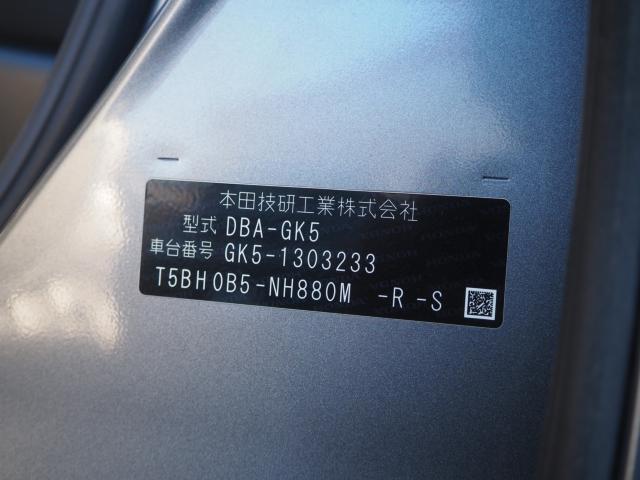 本田技研工業株式会社
型式 DBA-GK5
車台番号 GK5-1303233
T5BH0B5-NH880M -R -S